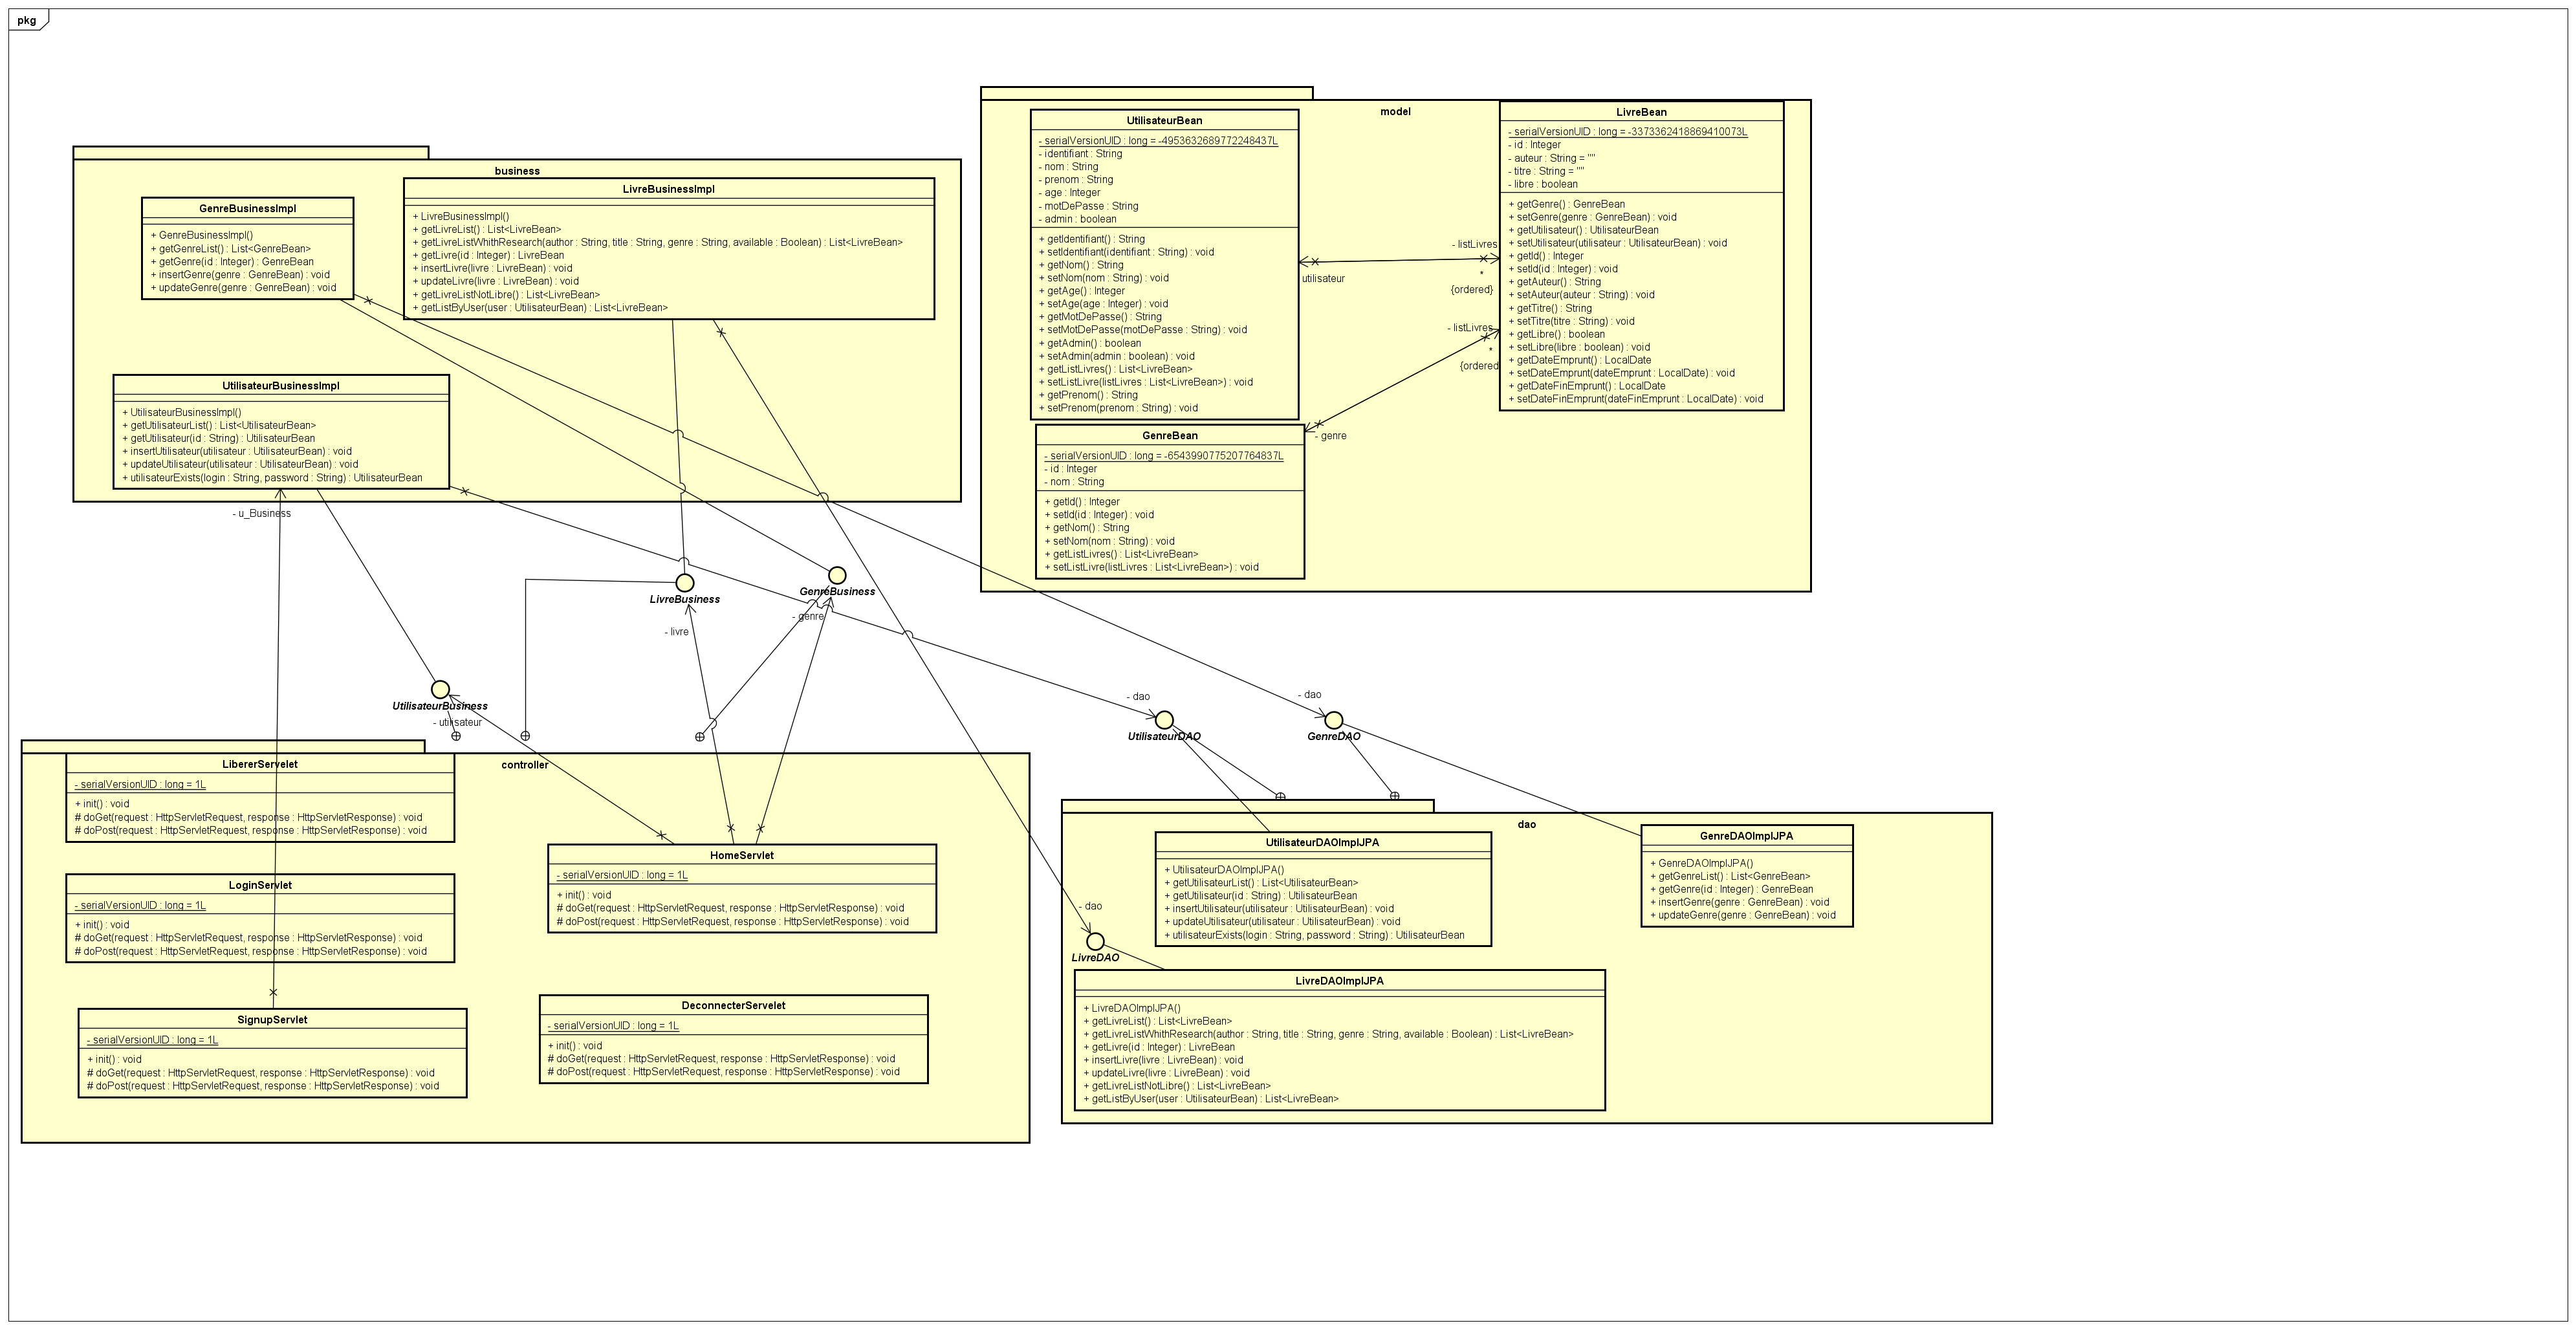 pkg
business
GenreBusinessImpl
+ GenreBusinessImpl()
+ getGenreList() : List<GenreBean>
+ getGenre(id : Integer) : GenreBean
+ insertGenre(genre : GenreBean) : void
+ updateGenre(genre : GenreBean) : void
LivreBusinessImpl
+ LivreBusinessImpl()
+ getLivreList() : List<LivreBean>
+ getLivreListWhithResearch(author : String, title : String, genre : String, available : Boolean) : List<LivreBean>
+ getLivre(id : Integer) : LivreBean
+ insertLivre(livre : LivreBean) : void
+ updateLivre(livre : LivreBean) : void
+ getLivreListNotLibre() : List<LivreBean>
+ getListByUser(user : UtilisateurBean) : List<LivreBean>
UtilisateurBusinessImpl
+ UtilisateurBusinessImpl()
+ getUtilisateurList() : List<UtilisateurBean>
+ getUtilisateur(id : String) : UtilisateurBean
+ insertUtilisateur(utilisateur : UtilisateurBean) : void
+ updateUtilisateur(utilisateur : UtilisateurBean) : void
+ utilisateurExists(login : String, password : String) : UtilisateurBean
- u_Business
model
UtilisateurBean
- serialVersionUID : long = -4953632689772248437L
- identifiant : String
- nom : String
- prenom : String
- age : Integer
- motDePasse : String
- admin : boolean
+ getIdentifiant() : String
+ setIdentifiant(identifiant : String) : void
+ getNom() : String
+ setNom(nom : String) : void
+ getAge() : Integer
+ setAge(age : Integer) : void
+ getMotDePasse() : String
+ setMotDePasse(motDePasse : String) : void
+ getAdmin() : boolean
+ setAdmin(admin : boolean) : void
+ getListLivres() : List<LivreBean>
+ setListLivre(listLivres : List<LivreBean>) : void
+ getPrenom() : String
+ setPrenom(prenom : String) : void
LivreBean
- serialVersionUID : long = -3373362418869410073L
- id : Integer
- auteur : String = ""
- titre : String = ""
- libre : boolean
+ getGenre() : GenreBean
+ setGenre(genre : GenreBean) : void
+ getUtilisateur() : UtilisateurBean
+ setUtilisateur(utilisateur : UtilisateurBean) : void
+ getId() : Integer
+ setId(id : Integer) : void
+ getAuteur() : String
+ setAuteur(auteur : String) : void
+ getTitre() : String
+ setTitre(titre : String) : void
+ getLibre() : boolean
+ setLibre(libre : boolean) : void
+ getDateEmprunt() : LocalDate
+ setDateEmprunt(dateEmprunt : LocalDate) : void
+ getDateFinEmprunt() : LocalDate
+ setDateFinEmprunt(dateFinEmprunt : LocalDate) : void
- listLivres
utilisateur
*
{ordered}
- listLivres
*
{ordered
- genre
GenreBean
- serialVersionUID : long = -6543990775207764837L
- id : Integer
- nom : String
+ getId() : Integer
+ setId(id : Integer) : void
+ getNom() : String
+ setNom(nom : String) : void
+ getListLivres() : List<LivreBean>
+ setListLivre(listLivres : List<LivreBean>) : void
LivreBusiness
- livre
GenreBusiness
- genre
UtilisateurBusiness
- utilisateur
- dao
UtilisateurDAO
- dao
GenreDAO
controller
LibererServelet
- serialVersionUID : long = 1L
+ init() : void
# doGet(request : HttpServletRequest, response : HttpServletResponse) : void
# doPost(request : HttpServletRequest, response : HttpServletResponse) : void
LoginServlet
- serialVersionUID : long = 1L
+ init() : void
# doGet(request : HttpServletRequest, response : HttpServletResponse) : void
# doPost(request : HttpServletRequest, response : HttpServletResponse) : void
SignupServlet
- serialVersionUID : long = 1L
+ init() : void
# doGet(request : HttpServletRequest, response : HttpServletResponse) : void
# doPost(request : HttpServletRequest, response : HttpServletResponse) : void
HomeServlet
- serialVersionUID : long = 1L
+ init() : void
# doGet(request : HttpServletRequest, response : HttpServletResponse) : void
# doPost(request : HttpServletRequest, response : HttpServletResponse) : void
DeconnecterServelet
- serialVersionUID : long = 1L
+ init() : void
# doGet(request : HttpServletRequest, response : HttpServletResponse) : void
# doPost(request : HttpServletRequest, response : HttpServletResponse) : void
dao
UtilisateurDAOImplJPA
+ UtilisateurDAOImplJPA()
+ getUtilisateurList() : List<UtilisateurBean>
+ getUtilisateur(id : String) : UtilisateurBean
+ insertUtilisateur(utilisateur : UtilisateurBean) : void
+ updateUtilisateur(utilisateur : UtilisateurBean) : void
+ utilisateurExists(login : String, password : String) : UtilisateurBean
GenreDAOImplJPA
+ GenreDAOImplJPA()
+ getGenreList() : List<GenreBean>
+ getGenre(id : Integer) : GenreBean
+ insertGenre(genre : GenreBean) : void
+ updateGenre(genre : GenreBean) : void
- dao
LivreDAO
LivreDAOImplJPA
+ LivreDAOImplJPA()
+ getLivreList() : List<LivreBean>
+ getLivreListWhithResearch(author : String, title : String, genre : String, available : Boolean) : List<LivreBean>
+ getLivre(id : Integer) : LivreBean
+ insertLivre(livre : LivreBean) : void
+ updateLivre(livre : LivreBean) : void
+ getLivreListNotLibre() : List<LivreBean>
+ getListByUser(user : UtilisateurBean) : List<LivreBean>